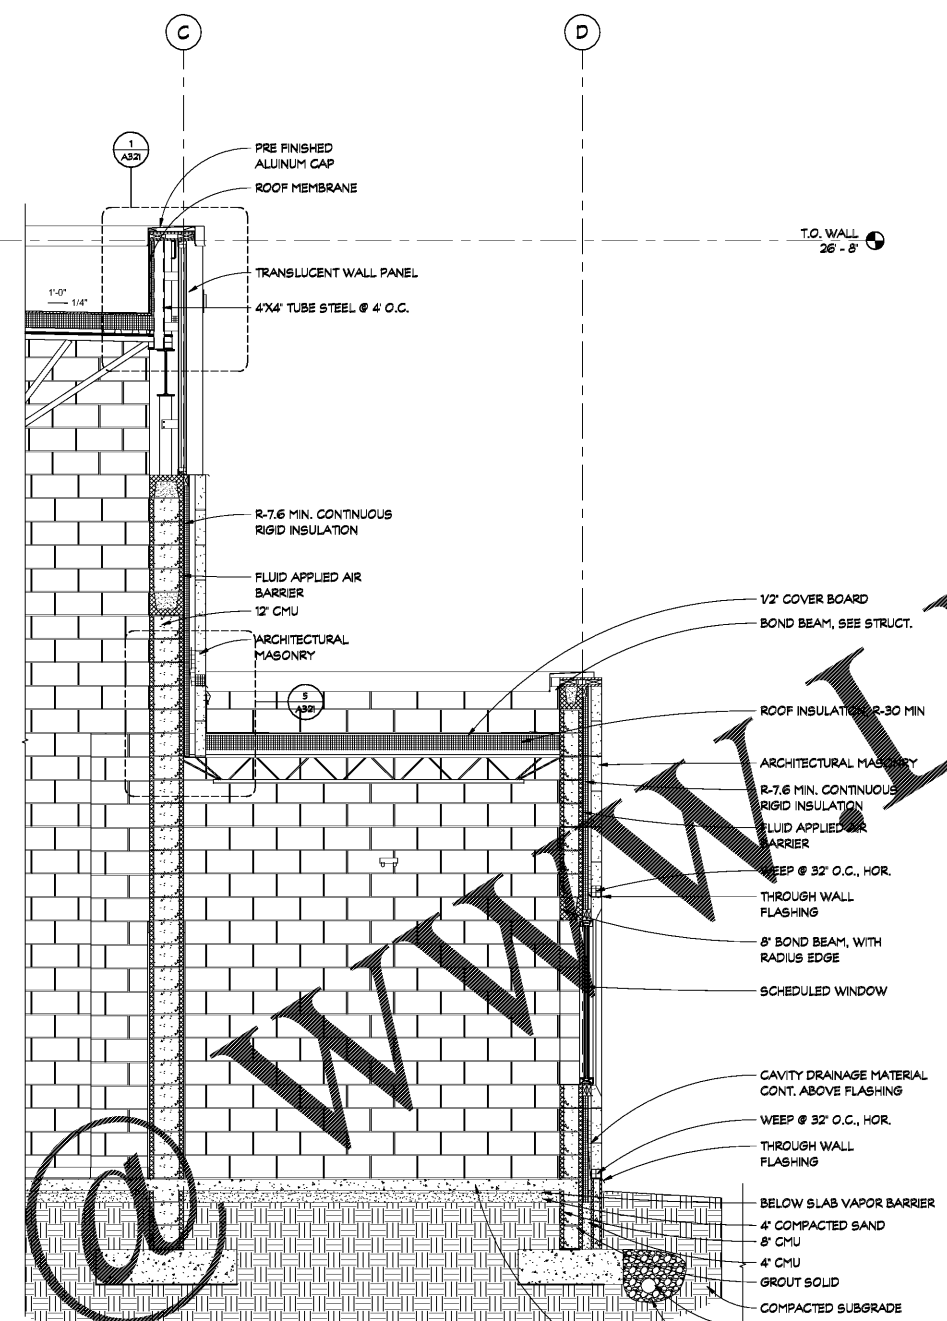 C
D
1
A321
PRE FINISHED
ALUINUM CAP
ROOF MEMBRANE
T.O. WALL
26' - 8"
TRANSLUCENT WALL PANEL
1'-0"
1/4"
4"X4" TUBE STEEL @ 4' O.C.
R-7.6 MIN. CONTINUOUS
RIGID INSULATION
FLUID APPLIED AIR
BARRIER
12" CMU
ARCHITECTURAL
MASONRY
5
A321
1/2" COVER BOARD
BOND BEAM, SEE STRUCT.
ROOF INSULATION, R-30 MIN
ARCHITECTURAL MASONRY
R-7.6 MIN. CONTINUOUS
RIGID INSULATION
FLUID APPLIED AIR
BARRIER
WEEP @ 32" O.C., HOR.
THROUGH WALL
FLASHING
8" BOND BEAM, WITH
RADIUS EDGE
SCHEDULED WINDOW
CAVITY DRAINAGE MATERIAL
CONT. ABOVE FLASHING
WEEP @ 32" O.C., HOR.
THROUGH WALL
FLASHING
BELOW SLAB VAPOR BARRIER
4" COMPACTED SAND
8" CMU
4" CMU
GROUT SOLID
COMPACTED SUBGRADE
@ WWW.